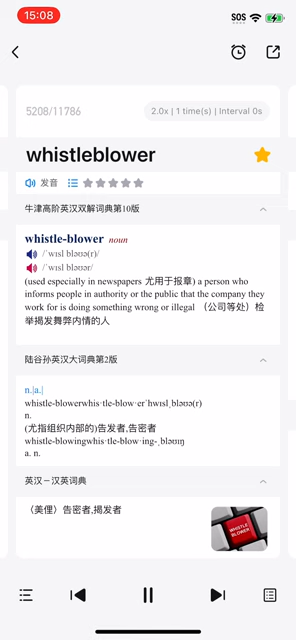 15:08
SOS
5208/11786
2.0x | 1 time(s) | Interval 0s
whistleblower
发音
牛津高阶英汉双解词典第10版
whistle-blower noun
/ˈwɪsl bləʊə(r)/
/ˈwɪsl bloʊər/
(used especially in newspapers 尤用于报章) a person who
informs people in authority or the public that the company they
work for is doing something wrong or illegal （公司等处）检
举揭发舞弊内情的人
陆谷孙英汉大词典第2版
n.|a.|
whistle-blowerwhis·tle-blow·erˈhwɪslˌbləʊə(r)
n.
(尤指组织内部的)告发者,告密者
whistle-blowingwhis·tle-blow·ing-ˌbləʊɪŋ
a. n.
英汉－汉英词典
（美俚）告密者,揭发者
WHISTLE
BLOWER